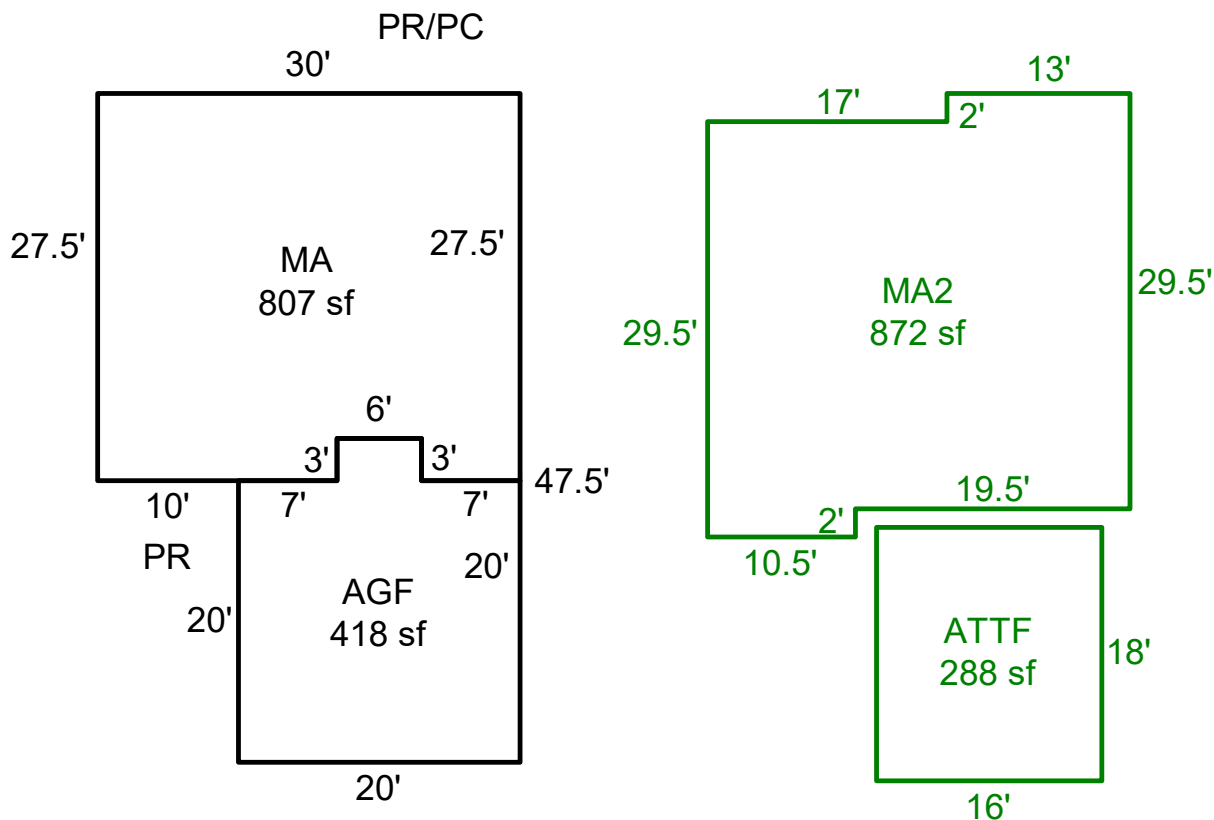 PR/PC
30'
27.5'
27.5'
MA
807 sf
6'
3'
3'
10'
7'
7'
47.5'
PR
20'
20'
AGF
418 sf
20'
13'
17'
2'
29.5'
29.5'
MA2
872 sf
19.5'
2'
10.5'
ATTF
288 sf
18'
16'